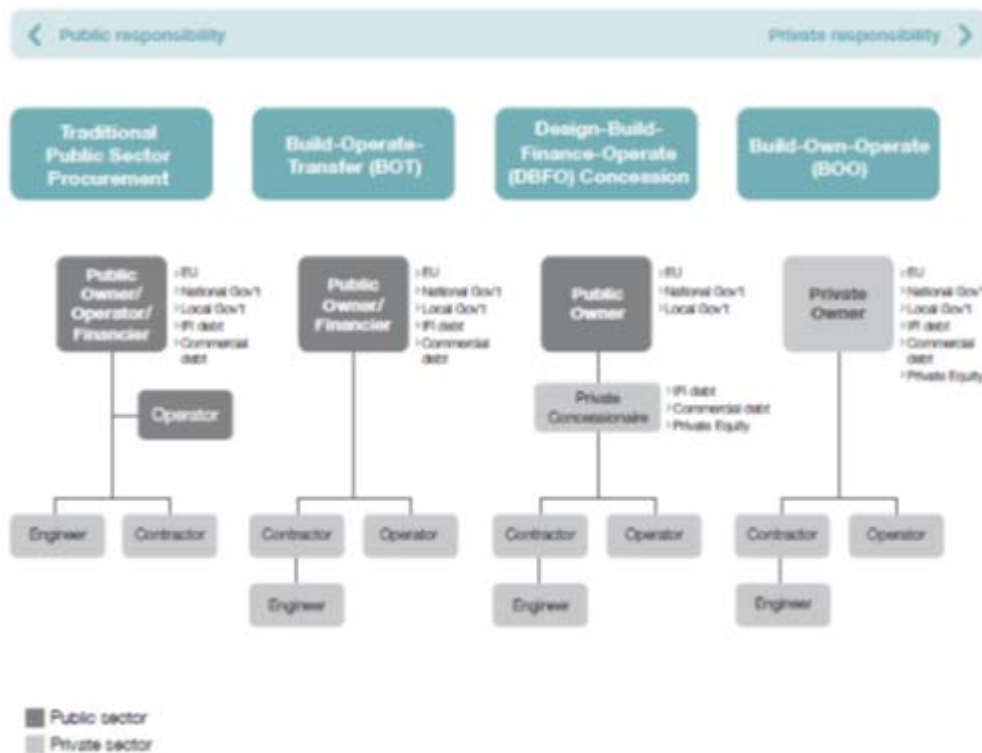 Public responsibility
Private responsibility
Traditional
Public Sector
Procurement
Build-Operate-
Transfer (BOT)
Design-Build-
Finance-Operate
(DBFO) Concession
Build-Own-Operate
(BOO)
Public
Owner/
Operator/
Financier
EU
National Gov't
Local Gov't
IFI debt
Commercial
debt
Operator
Engineer
Contractor
Public
Owner/
Financier
EU
National Gov't
Local Gov't
IFI debt
Commercial
debt
Contractor
Operator
Engineer
Public
Owner
EU
National Gov't
Local Gov't
Private
Concessionaire
IFI debt
Commercial debt
Private Equity
Contractor
Operator
Engineer
Private
Owner
EU
National Gov't
Local Gov't
IFI debt
Commercial
debt
Private Equity
Contractor
Operator
Engineer
Public sector
Private sector